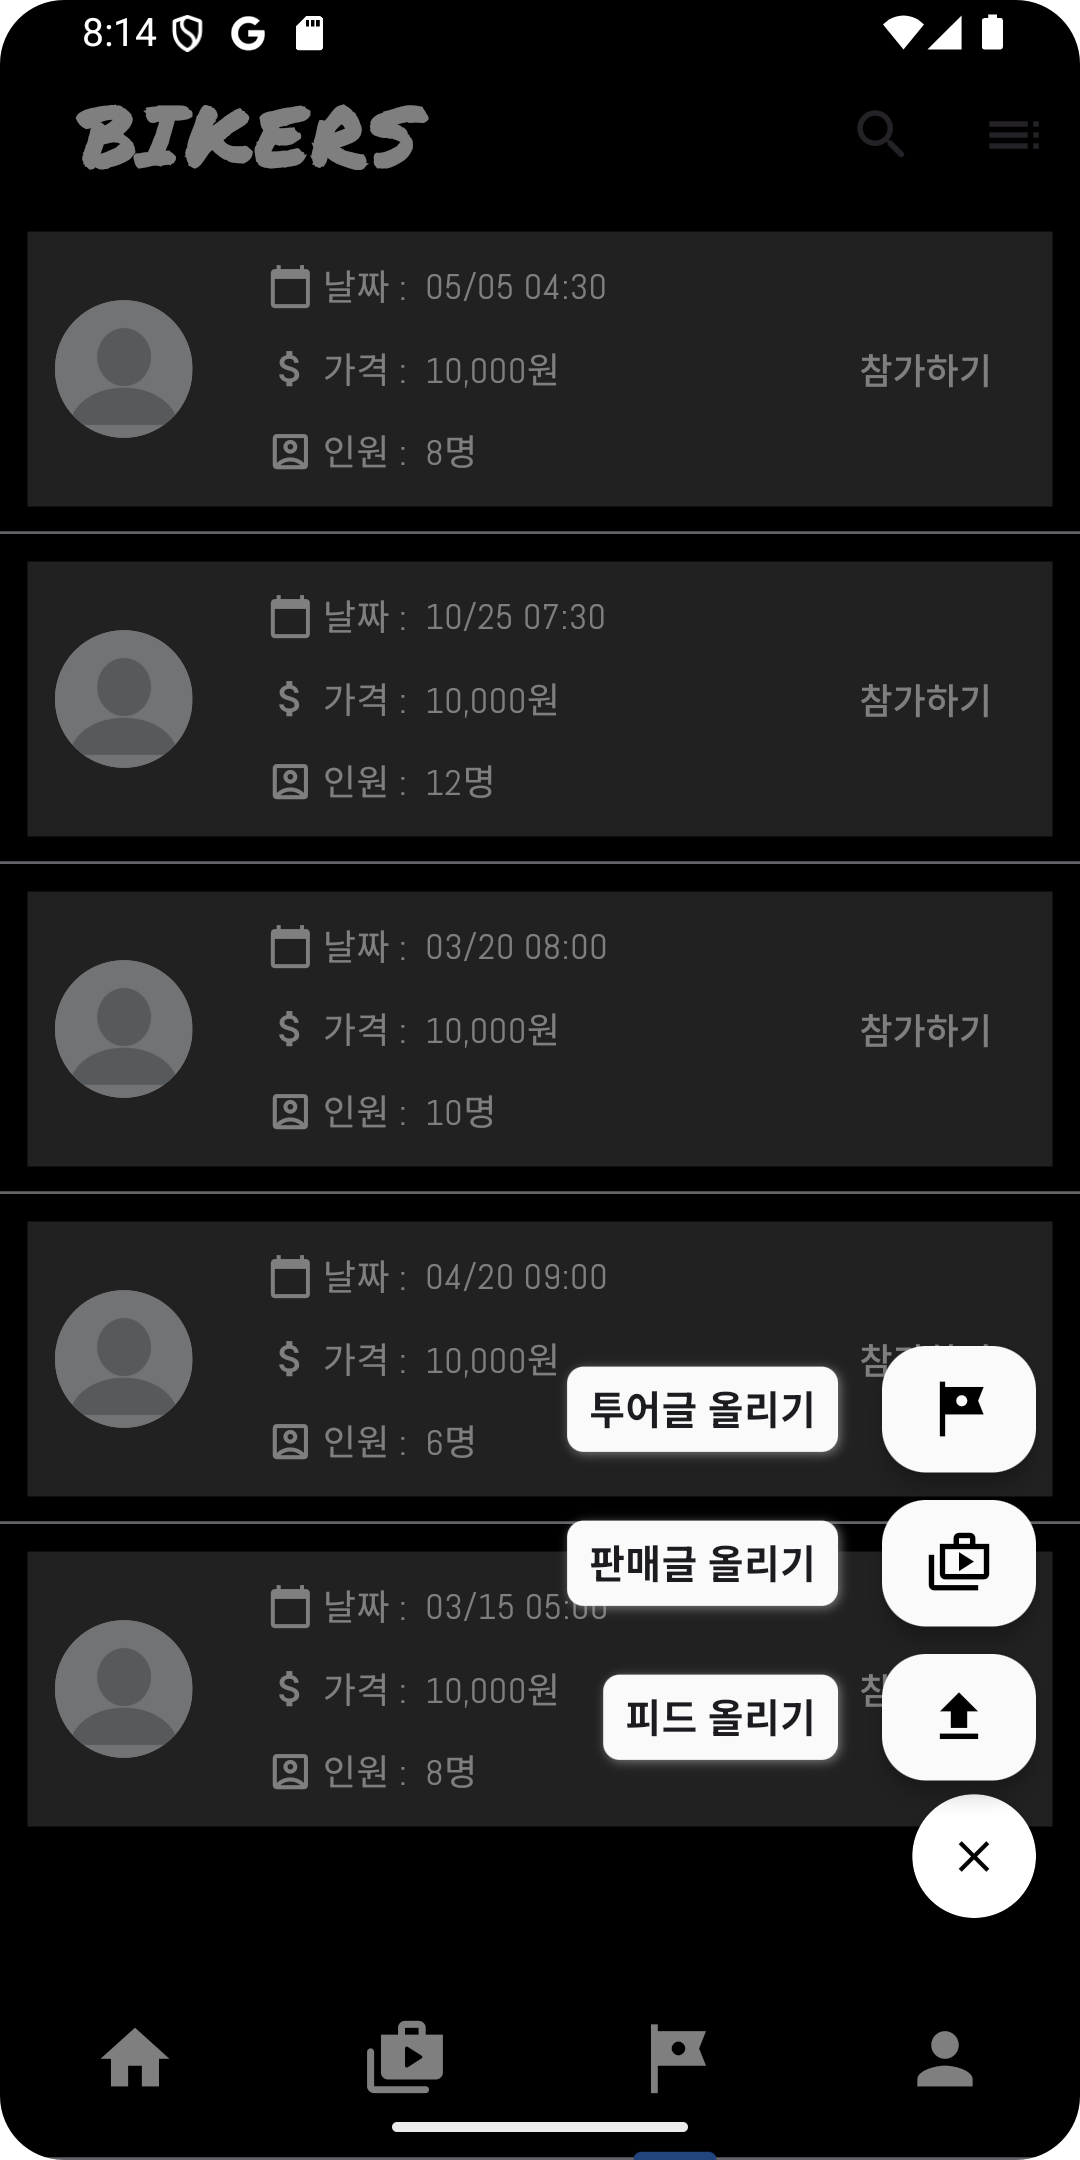 8:14
BIKERS
날짜 : 05/05 04:30
가격 : 10,000원
참가하기
인원 : 8명
날짜 : 10/25 07:30
가격 : 10,000원
참가하기
인원 : 12명
날짜 : 03/20 08:00
가격 : 10,000원
참가하기
인원 : 10명
날짜 : 04/20 09:00
가격 : 10,000원
투어글 올리기
인원 : 6명
판매글 올리기
날짜 : 03/15 05:00
가격 : 10,000원
피드 올리기
인원 : 8명